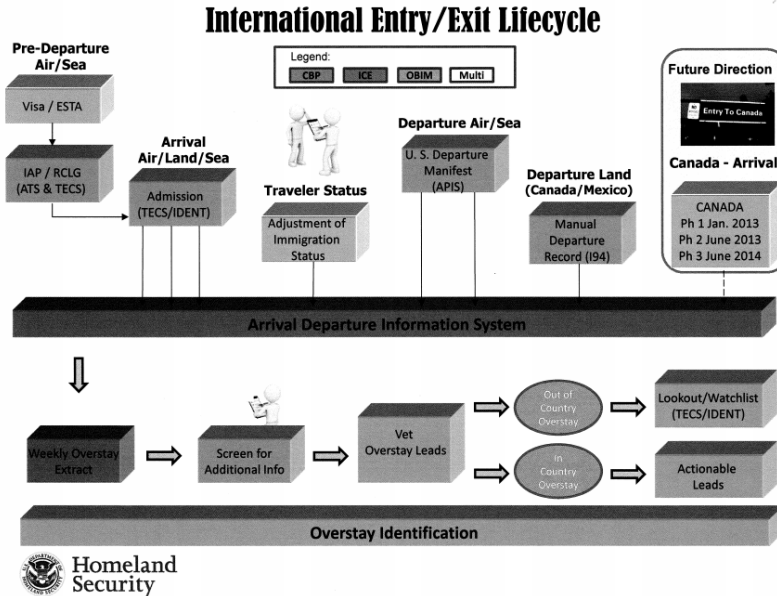 International Entry/Exit Lifecycle
Legend:
CBP
ICE
OBIM
Multi
Pre-Departure
Air/Sea
Visa / ESTA
IAP / RCLG
(ATS & TECS)
Arrival
Air/Land/Sea
Admission
(TECS/IDENT)
Traveler Status
Adjustment of
Immigration
Status
Departure Air/Sea
U. S. Departure
Manifest
(APIS)
Departure Land
(Canada/Mexico)
Manual
Departure
Record (I94)
Future Direction
Entry To Canada
Canada - Arrival
CANADA
Ph 1 Jan. 2013
Ph 2 June 2013
Ph 3 June 2014
Arrival Departure Information System
Weekly Overstay
Extract
Screen for
Additional Info
Vet
Overstay Leads
Out of
Country
Overstay
Lookout/Watchlist
(TECS/IDENT)
In
Country
Overstay
Actionable
Leads
Overstay Identification
U.S. DEPARTMENT OF
HOMELAND SECURITY
Homeland
Security